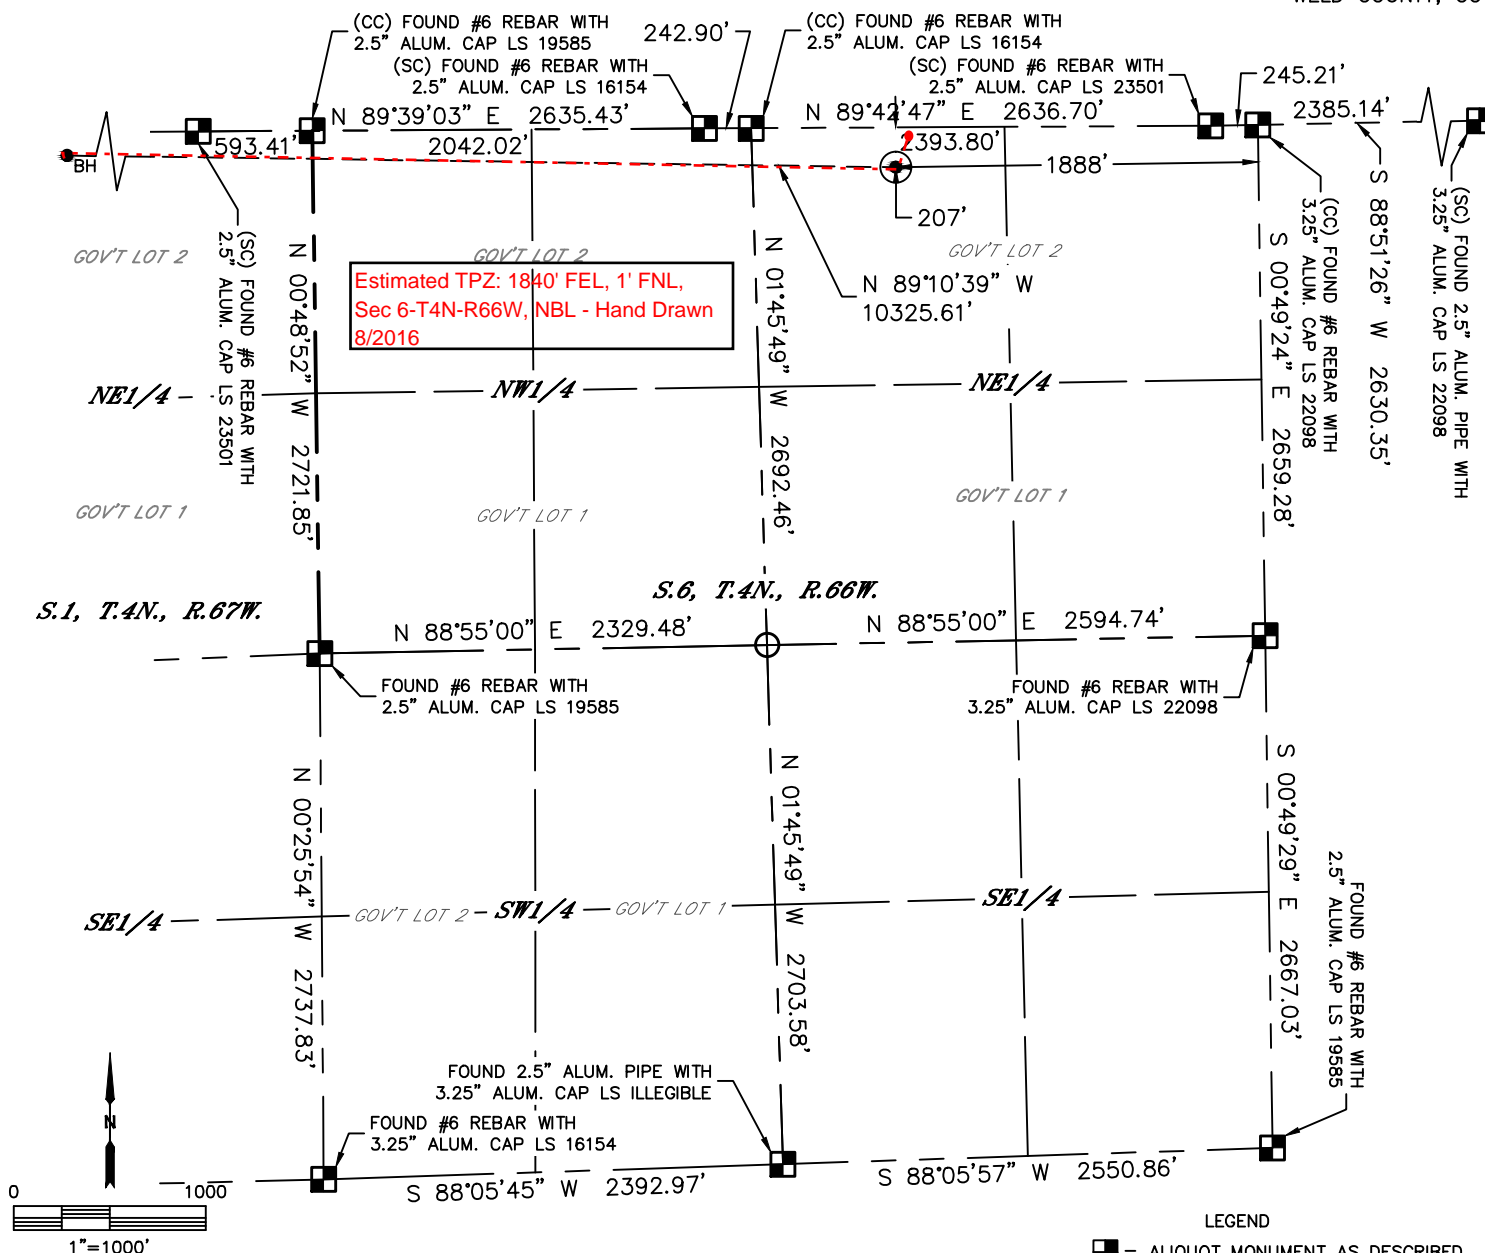 WELD COUNTY, CO
(CC) FOUND #6 REBAR WITH
2.5" ALUM. CAP LS 19585
242.90'
(CC) FOUND #6 REBAR WITH
2.5" ALUM. CAP LS 16154
(SC) FOUND #6 REBAR WITH
2.5" ALUM. CAP LS 16154
(SC) FOUND #6 REBAR WITH
2.5" ALUM. CAP LS 23501
245.21'
N 89°39'03" E 2635.43'
N 89°42'47" E 2636.70'
2385.14'
593.41'
2042.02'
2393.80'
1888'
BH
207'
S 88°51'26" W 2630.35'
(SC) FOUND 2.5" ALUM. PIPE WITH
3.25" ALUM. CAP LS 22098
(CC) FOUND #6 REBAR WITH
3.25" ALUM. CAP LS 22098
(SC) FOUND #6 REBAR WITH
2.5" ALUM. CAP LS 23501
GOV'T LOT 2
GOV'T LOT 2
GOV'T LOT 2
N 00°48'52" W 2721.85'
N 01°45'49" W 2692.46'
S 00°49'24" E 2659.28'
Estimated TPZ: 1840' FEL, 1' FNL,
Sec 6-T4N-R66W, NBL - Hand Drawn
8/2016
N 89°10'39" W
10325.61'
NE1/4
NW1/4
NE1/4
GOV'T LOT 1
GOV'T LOT 1
GOV'T LOT 1
S.1, T.4N., R.67W.
S.6, T.4N., R.66W.
N 88°55'00" E 2329.48'
N 88°55'00" E 2594.74'
FOUND #6 REBAR WITH
2.5" ALUM. CAP LS 19585
FOUND #6 REBAR WITH
3.25" ALUM. CAP LS 22098
N 00°25'54" W 2737.83'
N 01°45'49" W 2703.58'
S 00°49'29" E 2667.03'
FOUND #6 REBAR WITH
2.5" ALUM. CAP LS 19585
SE1/4
GOV'T LOT 2
SW1/4
GOV'T LOT 1
SE1/4
FOUND 2.5" ALUM. PIPE WITH
3.25" ALUM. CAP LS ILLEGIBLE
FOUND #6 REBAR WITH
3.25" ALUM. CAP LS 16154
S 88°05'45" W 2392.97'
S 88°05'57" W 2550.86'
N
0 1000
1"=1000'
LEGEND
= ALIQUOT MONUMENT AS DESCRIBED